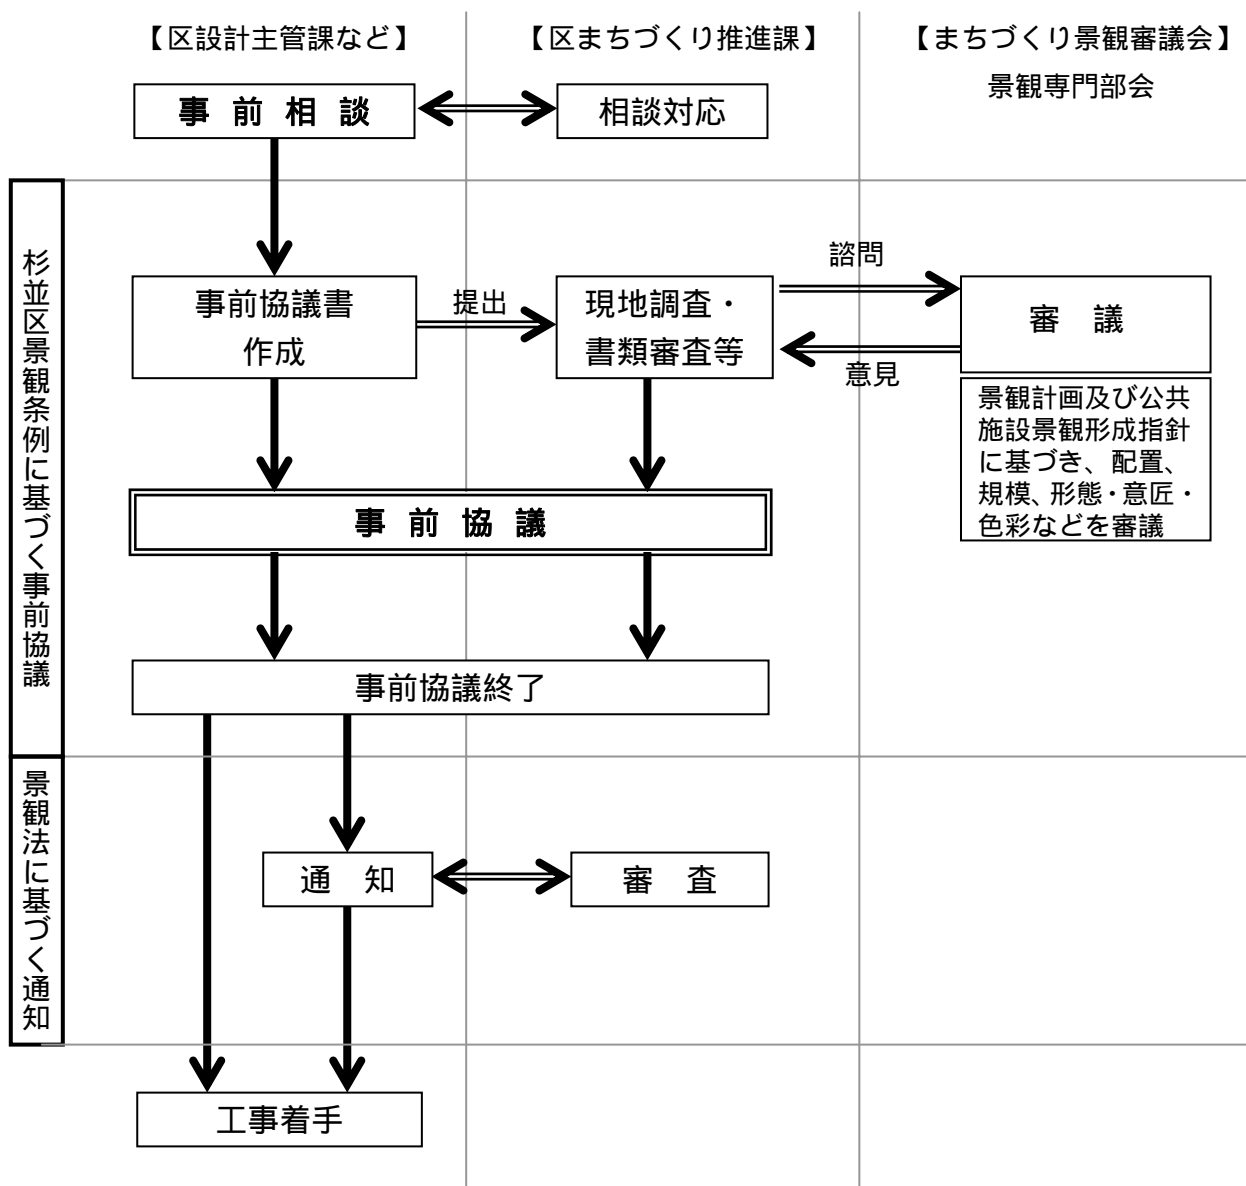 【区設計主管課など】
【区まちづくり推進課】
【まちづくり景観審議会】
景観専門部会
事前相談
相談対応
杉並区景観条例に基づく事前協議
事前協議書
作成
提出
現地調査・
書類審査等
諮問
意見
審　議
景観計画及び公共
施設景観形成指針
に基づき、配置、
規模、形態・意匠・
色彩などを審議
事前協議
事前協議終了
景観法に基づく通知
通　知
審　査
工事着手